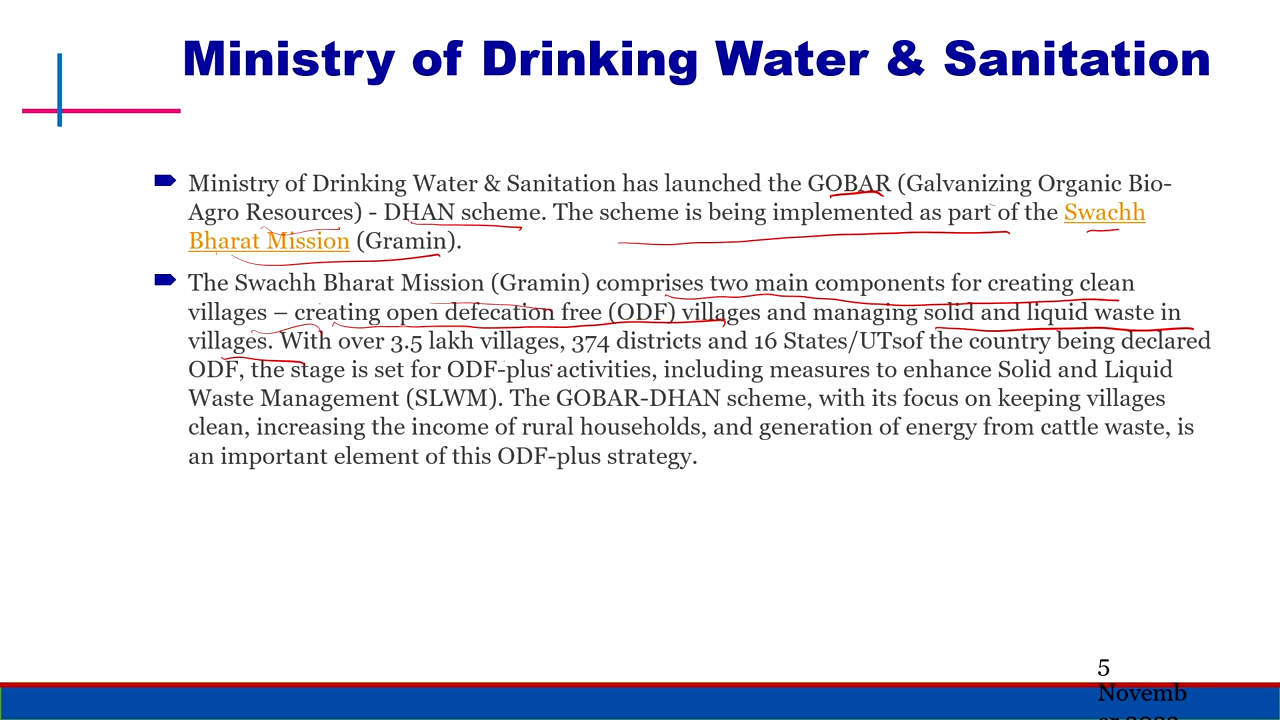 Ministry of Drinking Water & Sanitation
Ministry of Drinking Water & Sanitation has launched the GOBAR (Galvanizing Organic Bio-
Agro Resources) - DHAN scheme. The scheme is being implemented as part of the Swachh
Bharat Mission (Gramin).
The Swachh Bharat Mission (Gramin) comprises two main components for creating clean
villages – creating open defecation free (ODF) villages and managing solid and liquid waste in
villages. With over 3.5 lakh villages, 374 districts and 16 States/UTsof the country being declared
ODF, the stage is set for ODF-plus activities, including measures to enhance Solid and Liquid
Waste Management (SLWM). The GOBAR-DHAN scheme, with its focus on keeping villages
clean, increasing the income of rural households, and generation of energy from cattle waste, is
an important element of this ODF-plus strategy.
5
Novemb